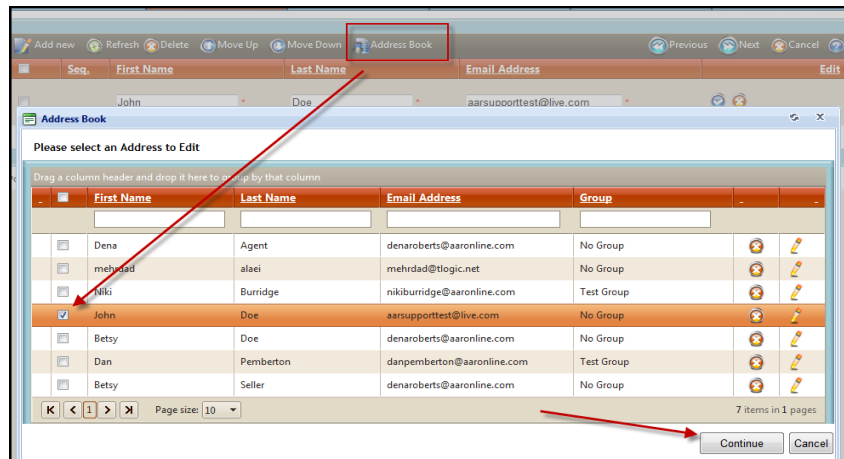 Add new Refresh Delete Move Up Move Down Address Book Previous Next Cancel
Seq. First Name Last Name Email Address Edit
John * Doe * aarsupporttest@live.com *
Address Book
Please select an Address to Edit
Drag a column header and drop it here to group by that column
First Name Last Name Email Address Group
Dena Agent denaroberts@aaronline.com No Group
mehrdad alaei mehrdad@tlogic.net No Group
Niki Burridge nikiburridge@aaronline.com Test Group
John Doe aarsupporttest@live.com No Group
Betsy Doe denaroberts@aaronline.com No Group
Dan Pemberton danpemberton@aaronline.com Test Group
Betsy Seller denaroberts@aaronline.com No Group
1 Page size: 10 7 items in 1 pages
Continue Cancel